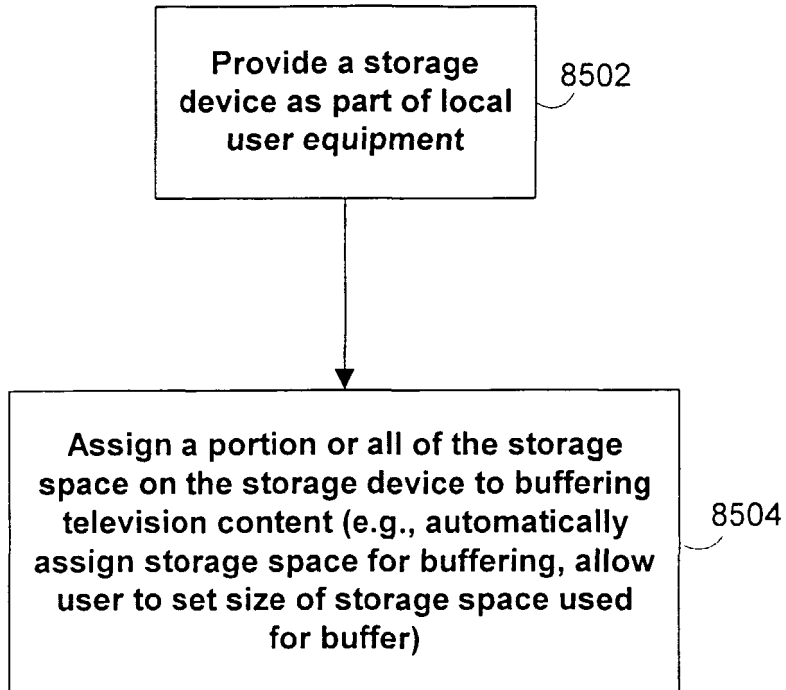 Provide a storage
device as part of local
user equipment
8502
Assign a portion or all of the storage
space on the storage device to buffering
television content (e.g., automatically
assign storage space for buffering, allow
user to set size of storage space used
for buffer)
8504